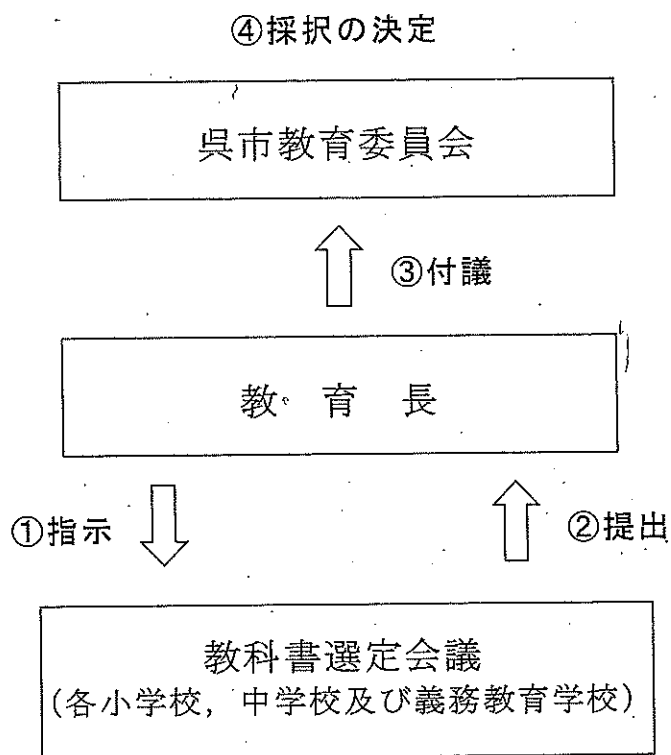 ④採択の決定
呉市教育委員会
③付議
教育長
①指示
②提出
教科書選定会議
(各小学校，中学校及び義務教育学校)